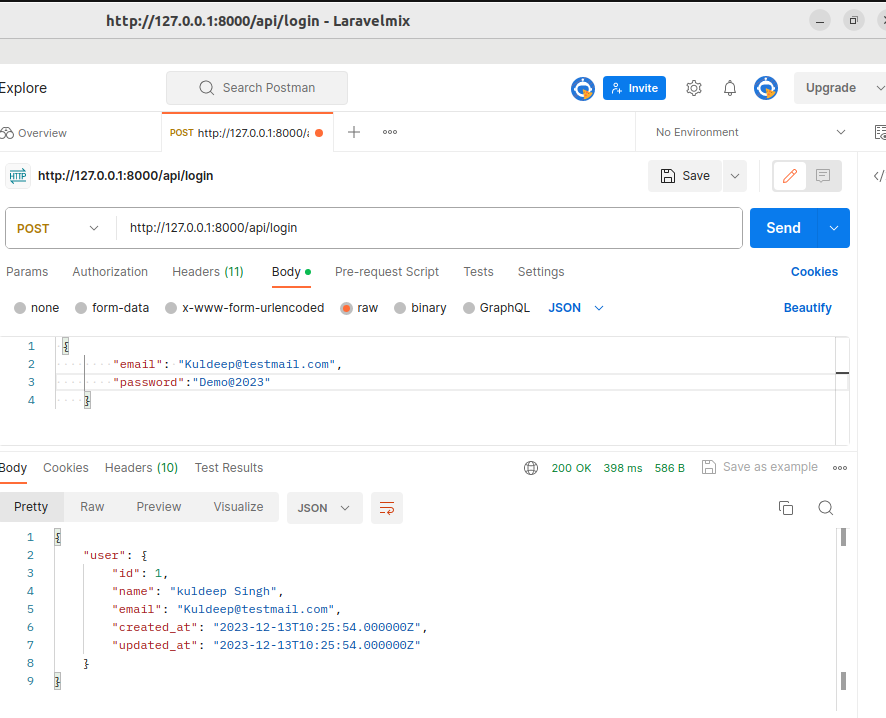 http://127.0.0.1:8000/api/login - Laravelmix
Explore
Search Postman
Invite
Upgrade
Overview
POST http://127.0.0.1:8000/a
No Environment
HTTP http://127.0.0.1:8000/api/login
Save
POST http://127.0.0.1:8000/api/login
Send
Params Authorization Headers (11) Body Pre-request Script Tests Settings Cookies
none form-data x-www-form-urlencoded raw binary GraphQL JSON Beautify
1 {
2 "email": "Kuldeep@testmail.com",
3 "password":"Demo@2023"
4 }
Body Cookies Headers (10) Test Results 200 OK 398 ms 586 B Save as example
Pretty Raw Preview Visualize JSON
1 {
2 "user": {
3 "id": 1,
4 "name": "kuldeep Singh",
5 "email": "Kuldeep@testmail.com",
6 "created_at": "2023-12-13T10:25:54.000000Z",
7 "updated_at": "2023-12-13T10:25:54.000000Z"
8 }
9 }